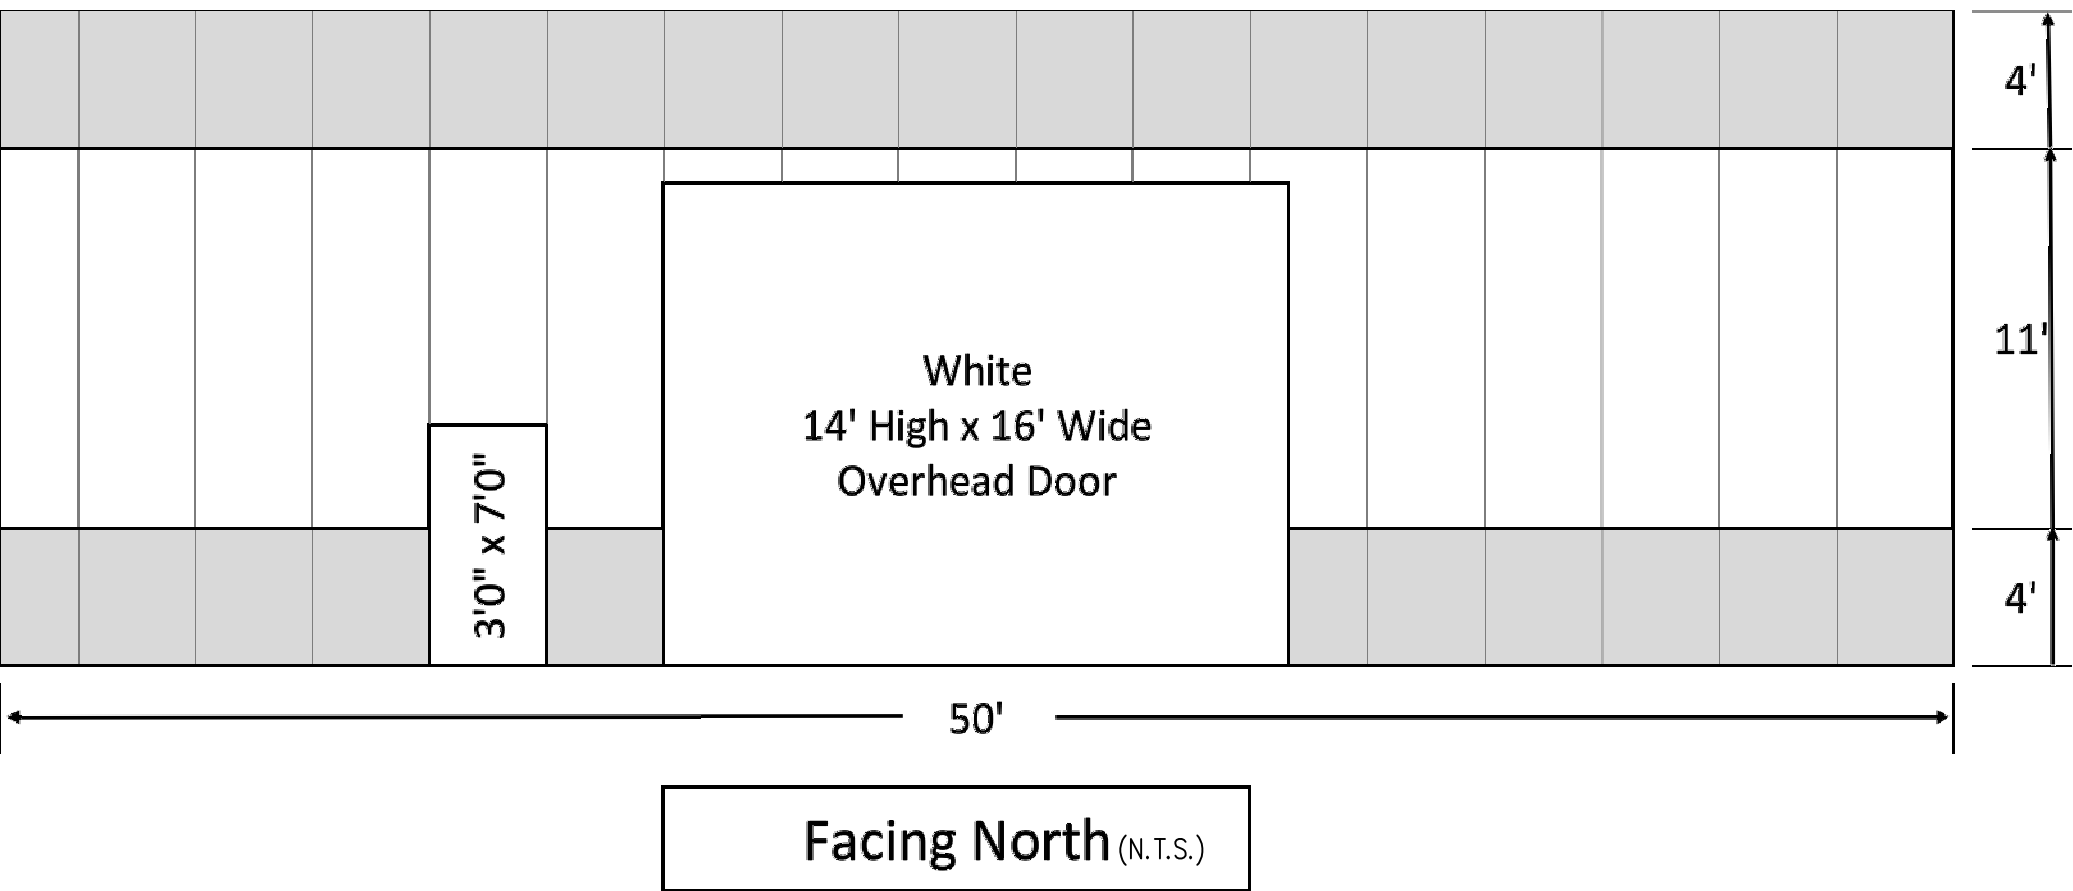 4'
11'
White
14' High x 16' Wide
Overhead Door
3'0" x 7'0"
4'
50'
Facing North (N.T.S.)